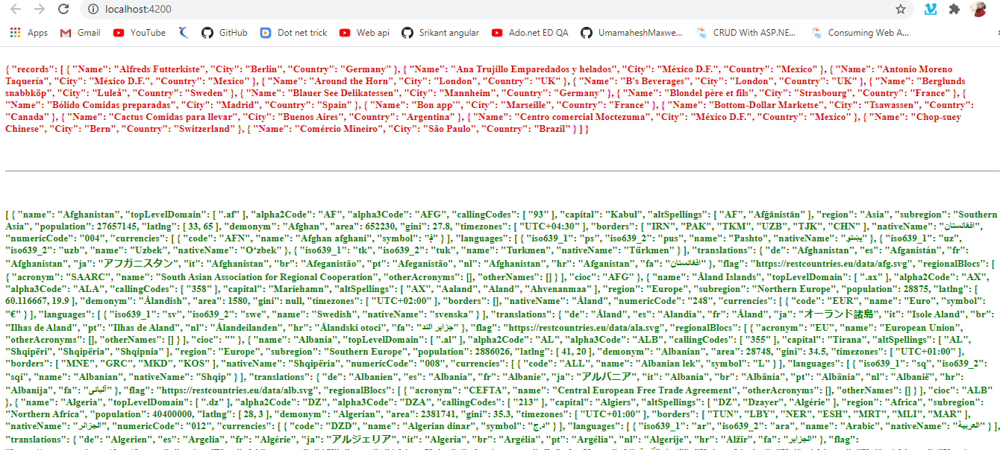 localhost:4200
Apps Gmail YouTube GitHub Dot net trick Web api Srikant angular Ado.net ED QA UmamaheshMaxwe... CRUD With ASP.NE... Consuming Web A...
{ "records": [ { "Name": "Alfreds Futterkiste", "City": "Berlin", "Country": "Germany" }, { "Name": "Ana Trujillo Emparedados y helados", "City": "México D.F.", "Country": "Mexico" }, { "Name": "Antonio Moreno
Taquería", "City": "México D.F.", "Country": "Mexico" }, { "Name": "Around the Horn", "City": "London", "Country": "UK" }, { "Name": "B's Beverages", "City": "London", "Country": "UK" }, { "Name": "Berglunds
snabbköp", "City": "Luleå", "Country": "Sweden" }, { "Name": "Blauer See Delikatessen", "City": "Mannheim", "Country": "Germany" }, { "Name": "Blondel père et fils", "City": "Strasbourg", "Country": "France" }, {
"Name": "Bólido Comidas preparadas", "City": "Madrid", "Country": "Spain" }, { "Name": "Bon app'", "City": "Marseille", "Country": "France" }, { "Name": "Bottom-Dollar Marketse", "City": "Tsawassen", "Country":
"Canada" }, { "Name": "Cactus Comidas para llevar", "City": "Buenos Aires", "Country": "Argentina" }, { "Name": "Centro comercial Moctezuma", "City": "México D.F.", "Country": "Mexico" }, { "Name": "Chop-suey
Chinese", "City": "Bern", "Country": "Switzerland" }, { "Name": "Comércio Mineiro", "City": "São Paulo", "Country": "Brazil" } ] }
[ { "name": "Afghanistan", "topLevelDomain": [ ".af" ], "alpha2Code": "AF", "alpha3Code": "AFG", "callingCodes": [ "93" ], "capital": "Kabul", "altSpellings": [ "AF", "Afġānistān" ], "region": "Asia", "subregion": "Southern
Asia", "population": 27657145, "latlng": [ 33, 65 ], "demonym": "Afghan", "area": 652230, "gini": 27.8, "timezones": [ "UTC+04:30" ], "borders": [ "IRN", "PAK", "TKM", "UZB", "TJK", "CHN" ], "nativeName": "افغانستان",
"numericCode": "004", "currencies": [ { "code": "AFN", "name": "Afghan afghani", "symbol": "؋" } ], "languages": [ { "iso639_1": "ps", "iso639_2": "pus", "name": "Pashto", "nativeName": "پښتو" }, { "iso639_1": "uz",
"iso639_2": "uzb", "name": "Uzbek", "nativeName": "Oʻzbek" }, { "iso639_1": "tk", "iso639_2": "tuk", "name": "Turkmen", "nativeName": "Türkmen" } ], "translations": { "de": "Afghanistan", "es": "Afganistán", "fr":
"Afghanistan", "ja": "アフガニスタン", "it": "Afghanistan", "br": "Afeganistão", "pt": "Afeganistão", "nl": "Afghanistan", "hr": "Afganistan", "fa": "افغانستان" }, "flag": "https://restcountries.eu/data/afg.svg", "regionalBlocs": [
{ "acronym": "SAARC", "name": "South Asian Association for Regional Cooperation", "otherAcronyms": [], "otherNames": [] } ], "cioc": "AFG" }, { "name": "Åland Islands", "topLevelDomain": [ ".ax" ], "alpha2Code": "AX",
"alpha3Code": "ALA", "callingCodes": [ "358" ], "capital": "Mariehamn", "altSpellings": [ "AX", "Aaland", "Aland", "Ahvenanmaa" ], "region": "Europe", "subregion": "Northern Europe", "population": 28875, "latlng": [
60.116667, 19.9 ], "demonym": "Ålandish", "area": 1580, "gini": null, "timezones": [ "UTC+02:00" ], "borders": [], "nativeName": "Åland", "numericCode": "248", "currencies": [ { "code": "EUR", "name": "Euro", "symbol":
"€" } ], "languages": [ { "iso639_1": "sv", "iso639_2": "swe", "name": "Swedish", "nativeName": "svenska" } ], "translations": { "de": "Åland", "es": "Alandia", "fr": "Åland", "ja": "オーランド諸島", "it": "Isole Aland", "br":
"Ilhas de Aland", "pt": "Ilhas de Aland", "nl": "Ålandeilanden", "hr": "Ålandski otoci", "fa": "جزایر الند" }, "flag": "https://restcountries.eu/data/ala.svg", "regionalBlocs": [ { "acronym": "EU", "name": "European Union",
"otherAcronyms": [], "otherNames": [] } ], "cioc": "" }, { "name": "Albania", "topLevelDomain": [ ".al" ], "alpha2Code": "AL", "alpha3Code": "ALB", "callingCodes": [ "355" ], "capital": "Tirana", "altSpellings": [ "AL",
"Shqipëri", "Shqipëria", "Shqipnia" ], "region": "Europe", "subregion": "Southern Europe", "population": 2886026, "latlng": [ 41, 20 ], "demonym": "Albanian", "area": 28748, "gini": 34.5, "timezones": [ "UTC+01:00" ],
"borders": [ "MNE", "GRC", "MKD", "KOS" ], "nativeName": "Shqipëria", "numericCode": "008", "currencies": [ { "code": "ALL", "name": "Albanian lek", "symbol": "L" } ], "languages": [ { "iso639_1": "sq", "iso639_2":
"sqi", "name": "Albanian", "nativeName": "Shqip" } ], "translations": { "de": "Albanien", "es": "Albania", "fr": "Albanie", "ja": "アルバニア", "it": "Albania", "br": "Albânia", "pt": "Albânia", "nl": "Albanië", "hr":
"Albanija", "fa": "آلبانی" }, "flag": "https://restcountries.eu/data/alb.svg", "regionalBlocs": [ { "acronym": "CEFTA", "name": "Central European Free Trade Agreement", "otherAcronyms": [], "otherNames": [] } ], "cioc": "ALB"
}, { "name": "Algeria", "topLevelDomain": [ ".dz" ], "alpha2Code": "DZ", "alpha3Code": "DZA", "callingCodes": [ "213" ], "capital": "Algiers", "altSpellings": [ "DZ", "Dzayer", "Algérie" ], "region": "Africa", "subregion":
"Northern Africa", "population": 40400000, "latlng": [ 28, 3 ], "demonym": "Algerian", "area": 2381741, "gini": 35.3, "timezones": [ "UTC+01:00" ], "borders": [ "TUN", "LBY", "NER", "ESH", "MRT", "MLI", "MAR" ],
"nativeName": "الجزائر", "numericCode": "012", "currencies": [ { "code": "DZD", "name": "Algerian dinar", "symbol": "د.ج" } ], "languages": [ { "iso639_1": "ar", "iso639_2": "ara", "name": "Arabic", "nativeName": "العربية" } ],
"translations": { "de": "Algerien", "es": "Argelia", "fr": "Algérie", "ja": "アルジェリア", "it": "Algeria", "br": "Argélia", "pt": "Argélia", "nl": "Algerije", "hr": "Alžir", "fa": "الجزایر" }, "flag":